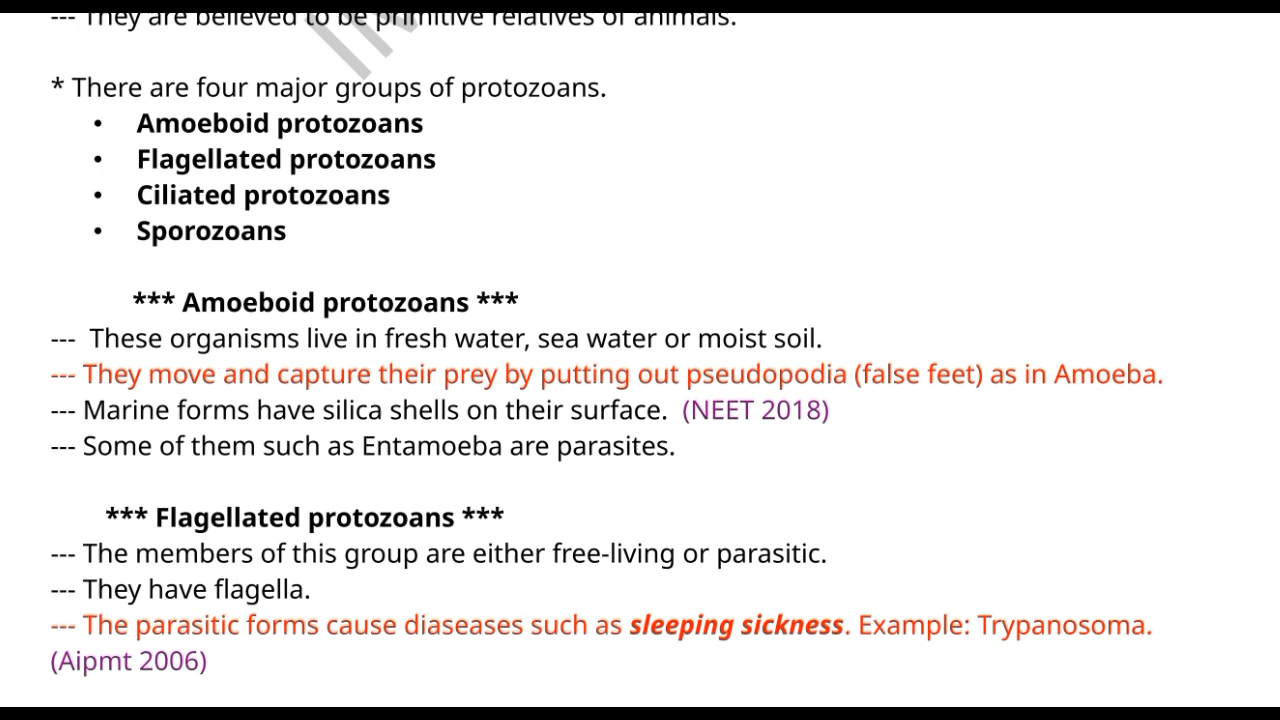 --- They are believed to be primitive relatives of animals.
* There are four major groups of protozoans.
• Amoeboid protozoans
• Flagellated protozoans
• Ciliated protozoans
• Sporozoans
*** Amoeboid protozoans ***
--- These organisms live in fresh water, sea water or moist soil.
--- They move and capture their prey by putting out pseudopodia (false feet) as in Amoeba.
--- Marine forms have silica shells on their surface. (NEET 2018)
--- Some of them such as Entamoeba are parasites.
*** Flagellated protozoans ***
--- The members of this group are either free-living or parasitic.
--- They have flagella.
--- The parasitic forms cause diaseases such as sleeping sickness. Example: Trypanosoma.
(Aipmt 2006)